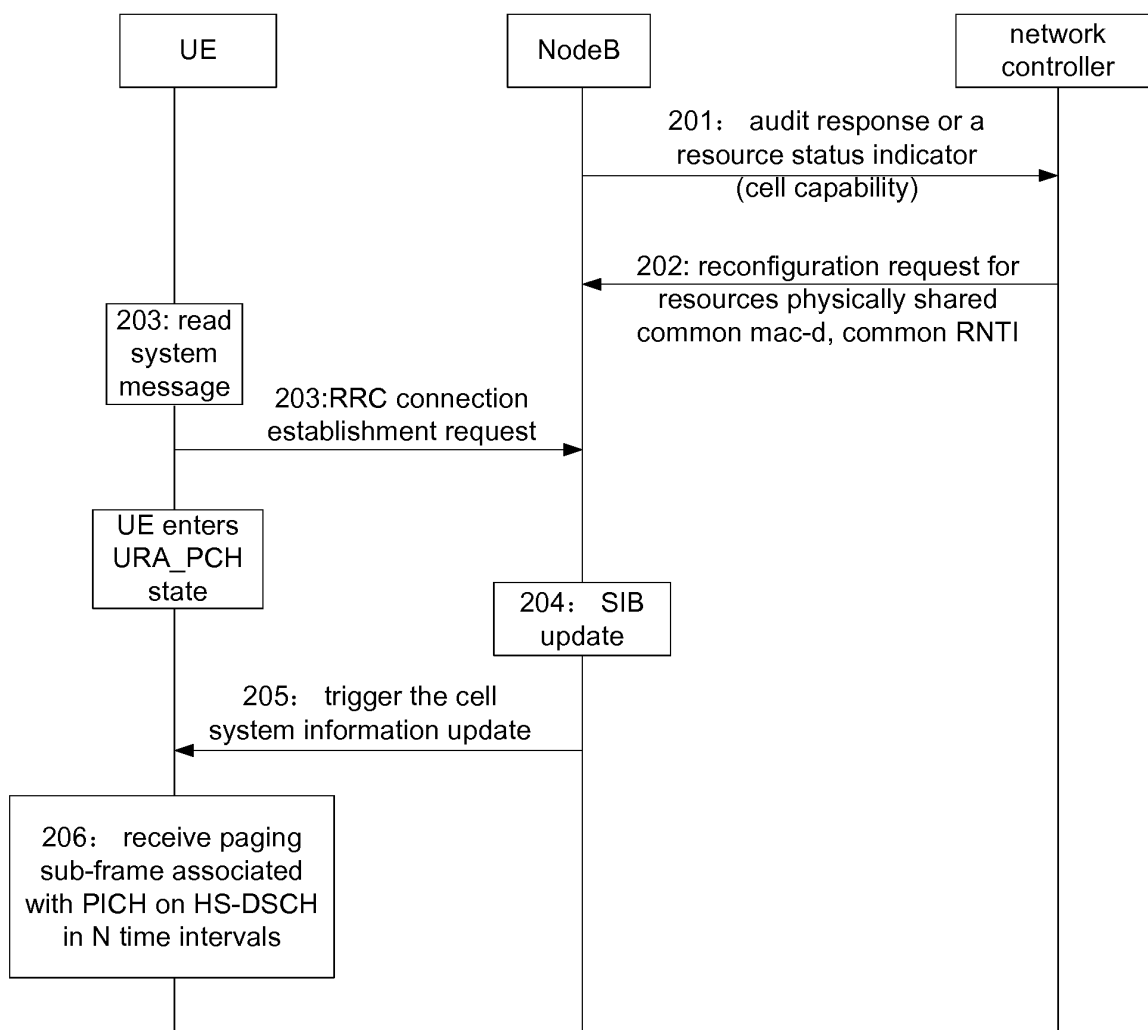 UE
NodeB
network
controller
201： audit response or a
resource status indicator
(cell capability)
202: reconfiguration request for
resources physically shared
common mac-d, common RNTI
203: read
system
message
203:RRC connection
establishment request
UE enters
URA_PCH
state
204： SIB
update
205： trigger the cell
system information update
206： receive paging
sub-frame associated
with PICH on HS-DSCH
in N time intervals